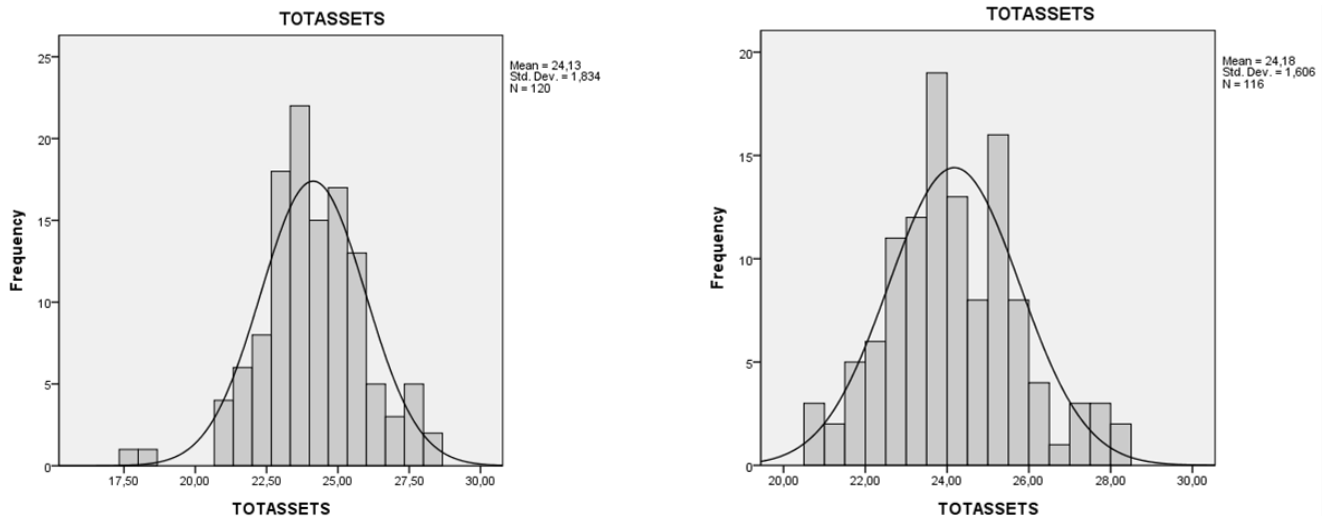 TOTASSETS
25
20
15
10
5
0
Frequency
17,50 20,00 22,50 25,00 27,50 30,00
TOTASSETS
Mean = 24,13
Std. Dev. = 1,834
N = 120
TOTASSETS
20
15
10
5
0
Frequency
20,00 22,00 24,00 26,00 28,00 30,00
TOTASSETS
Mean = 24,18
Std. Dev. = 1,606
N = 116